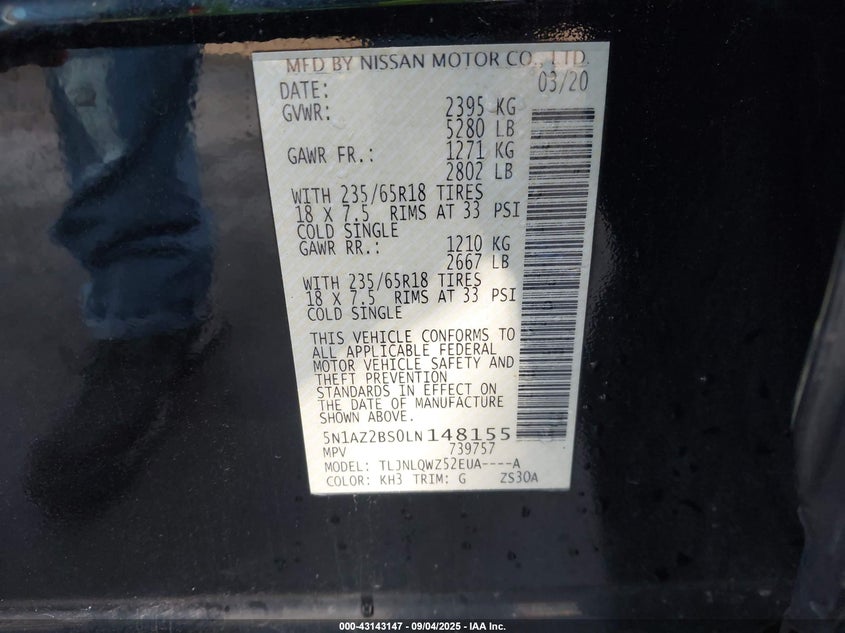 MFD BY NISSAN MOTOR CO., LTD.
DATE: 03/20
GVWR: 2395 KG
5280 LB
GAWR FR.: 1271 KG
2802 LB
WITH 235/65R18 TIRES
18 X 7.5 RIMS AT 33 PSI
COLD SINGLE
GAWR RR.: 1210 KG
2667 LB
WITH 235/65R18 TIRES
18 X 7.5 RIMS AT 33 PSI
COLD SINGLE
THIS VEHICLE CONFORMS TO
ALL APPLICABLE FEDERAL
MOTOR VEHICLE SAFETY AND
THEFT PREVENTION
STANDARDS IN EFFECT ON
THE DATE OF MANUFACTURE
SHOWN ABOVE.
5N1AZ2BS0LN148155
MPV 739757
MODEL: TLJNLQWZ52EUA----A
COLOR: KH3 TRIM: G ZS30A
000-43143147 - 09/04/2025 - IAA Inc.